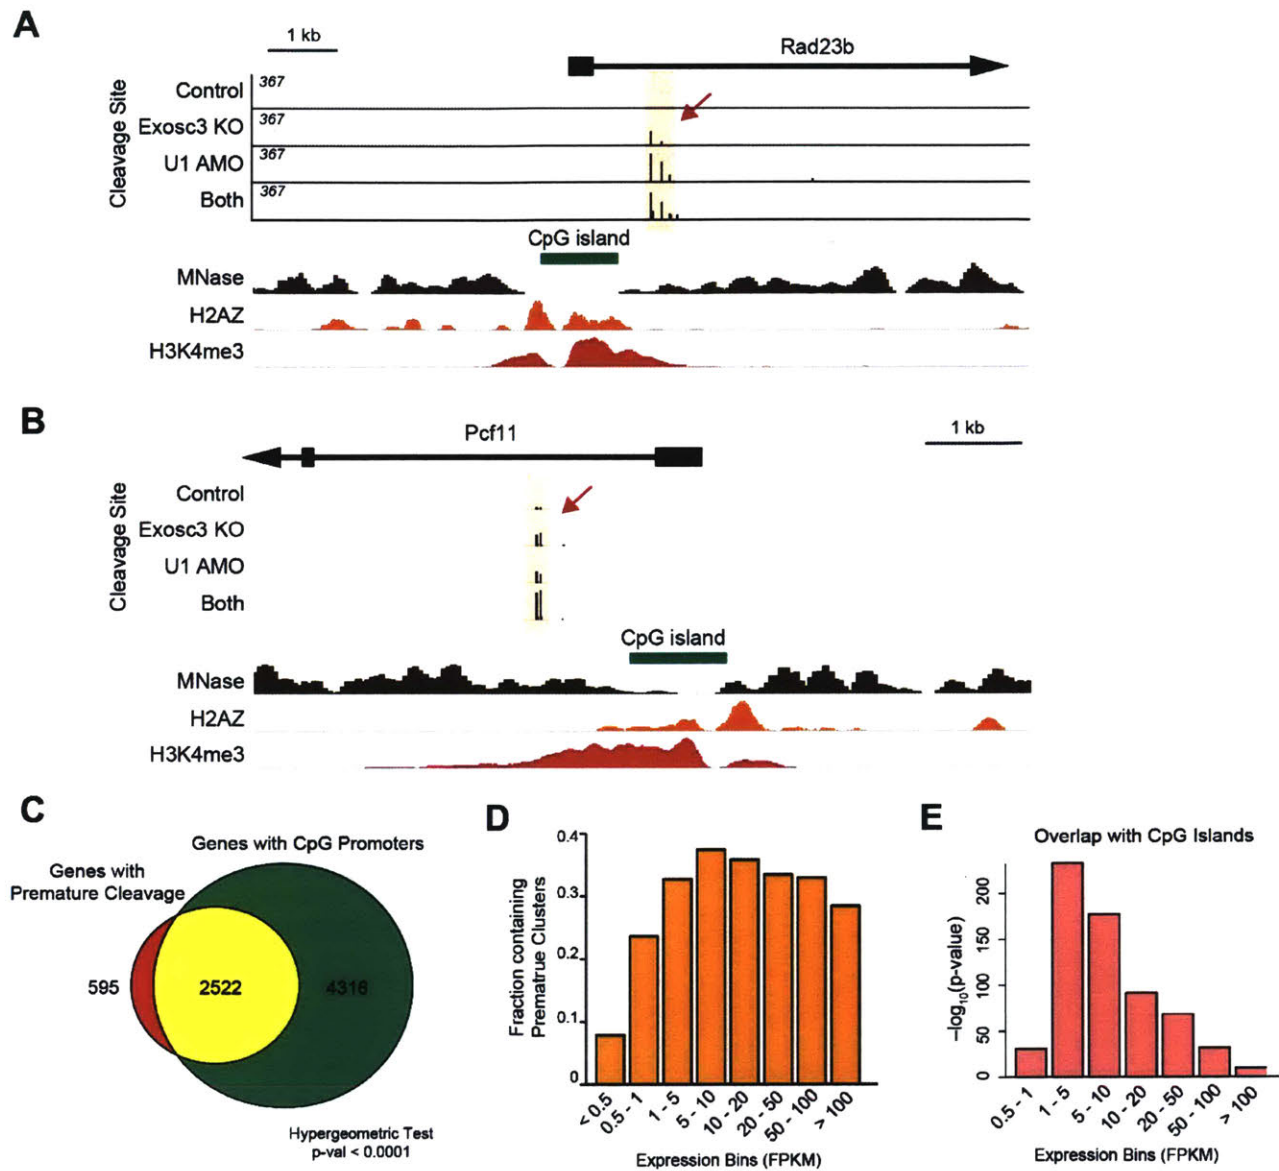 A
1 kb
Rad23b
Cleavage Site
Control
367
Exosc3 KO
367
U1 AMO
367
Both
367
CpG island
MNase
H2AZ
H3K4me3
B
Pcf11
1 kb
Cleavage Site
Control
Exosc3 KO
U1 AMO
Both
CpG island
MNase
H2AZ
H3K4me3
C
Genes with CpG Promoters
Genes with
Premature Cleavage
595
2522
4316
Hypergeometric Test
p-val < 0.0001
D
Fraction containing
Prematrue Clusters
0.4
0.3
0.2
0.1
0
< 0.5
0.5 - 1
1 - 5
5 - 10
10 - 20
20 - 50
50 - 100
> 100
Expression Bins (FPKM)
E
Overlap with CpG Islands
–log10(p-value)
200
150
100
50
0
0.5 - 1
1 - 5
5 - 10
10 - 20
20 - 50
50 - 100
> 100
Expression Bins (FPKM)